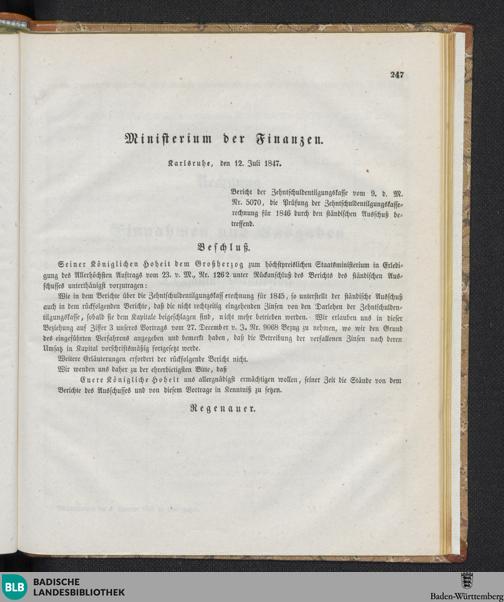 247
Ministerium der Finanzen.
Karlsruhe, den 12. Juli 1847.
Bericht der Zehntschuldentilgungskasse vom 9. d. M.
Nr. 5070, die Prüfung der Zehntschuldentilgungskasse-
rechnung für 1846 durch den ständischen Ausschuß be-
treffend.
Beschluß.
Seiner Königlichen Hoheit dem Großherzog zum höchstpreislichen Staatsministerium in Erledi-
gung des Allerhöchsten Auftrags vom 23. v. M., Nr. 1262 unter Rückanschluß des Berichts des ständischen Aus-
schusses unterthänigst vorzutragen:
Wie in dem Berichte über die Zehntschuldentilgungskasserechnung für 1845, so unterstellt der ständische Ausschuß
auch in dem rückfolgenden Berichte, daß die nicht rechtzeitig eingehenden Zinsen von den Darlehen der Zehntschulden-
tilgungskasse, sobald sie dem Kapitale beigeschlagen sind, nicht mehr betrieben werden. Wir erlauben uns in dieser
Beziehung auf Ziffer 3 unseres Vortrags vom 27. December v. J., Nr. 9068 Bezug zu nehmen, wo wir den Grund
des eingeführten Verfahrens angegeben und bemerkt haben, daß die Betreibung der verfallenen Zinsen nach deren
Umsatz in Kapital vorschriftsmäßig fortgesetzt werde.
Weitere Erläuterungen erfordert der rückfolgende Bericht nicht.
Wir wenden uns daher zu der ehrerbietigsten Bitte, daß
Euere Königliche Hoheit uns allergnädigst ermächtigen wollen, seiner Zeit die Stände von dem
Berichte des Ausschusses und von diesem Vortrage in Kenntniß zu setzen.
Regenauer.
BLB
BADISCHE
LANDESBIBLIOTHEK
Baden-Württemberg